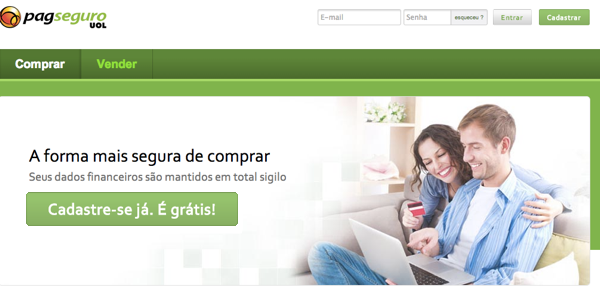 pagseguro
UOL
E-mail
Senha
esqueceu ?
Entrar
Cadastrar
Comprar
Vender
A forma mais segura de comprar
Seus dados financeiros são mantidos em total sigilo
Cadastre-se já. É grátis!